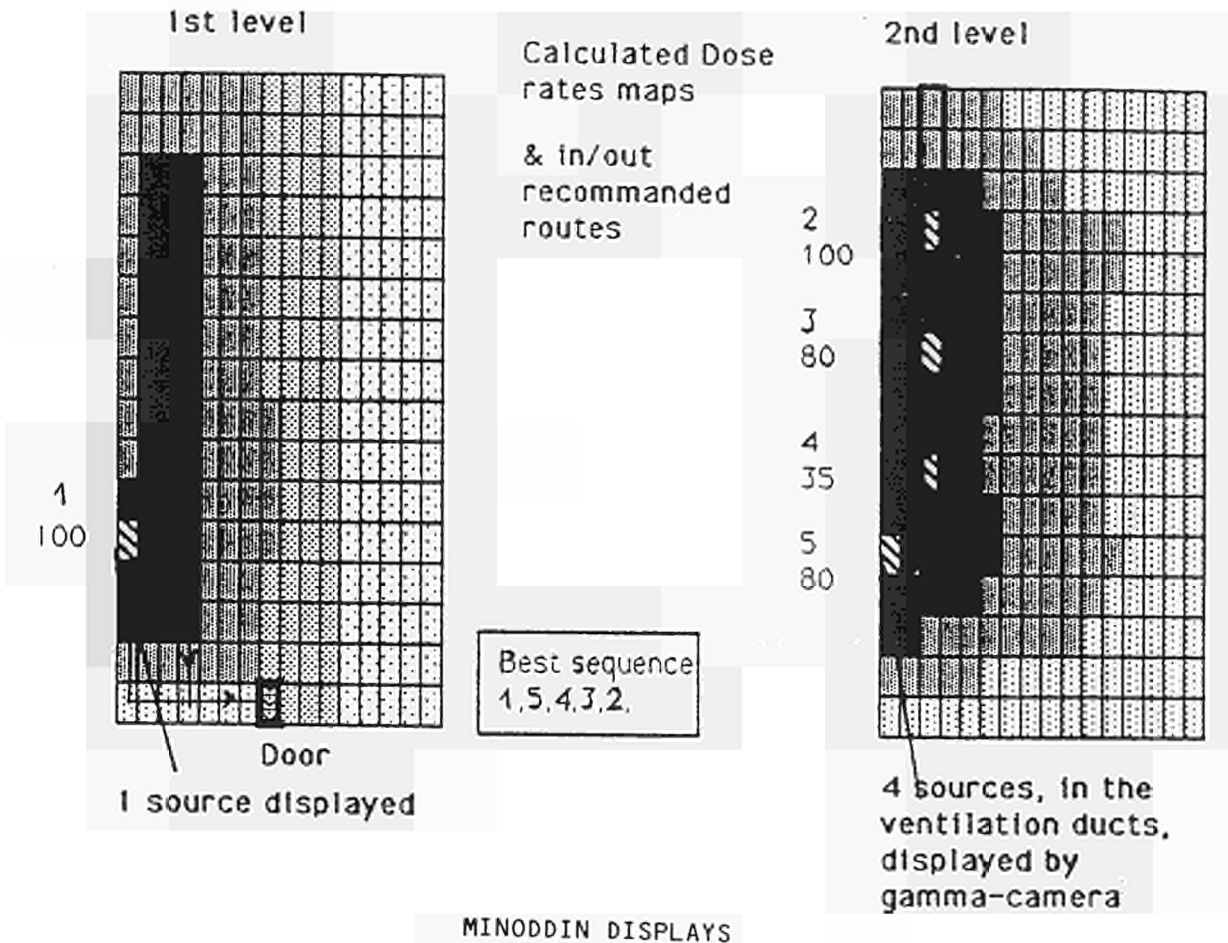 1st level
Calculated Dose
rates maps
& in/out
recommanded
routes
2nd level
2
100
3
80
4
35
5
80
1
100
Best sequence
1,5,4,3,2,
Door
1 source displayed
4 sources, in the
ventilation ducts,
displayed by
gamma-camera
MINODDIN DISPLAYS